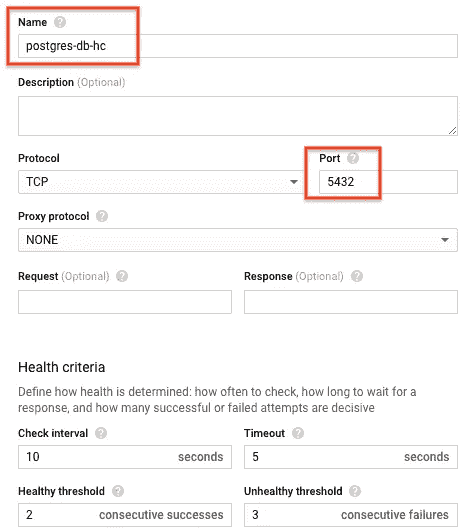 Name
postgres-db-hc
Description (Optional)
Protocol Port
TCP 5432
Proxy protocol
NONE
Request (Optional) Response (Optional)
Health criteria
Define how health is determined: how often to check, how long to wait for a
response, and how many successful or failed attempts are decisive
Check interval Timeout
10 seconds 5 seconds
Healthy threshold Unhealthy threshold
2 consecutive successes 3 consecutive failures